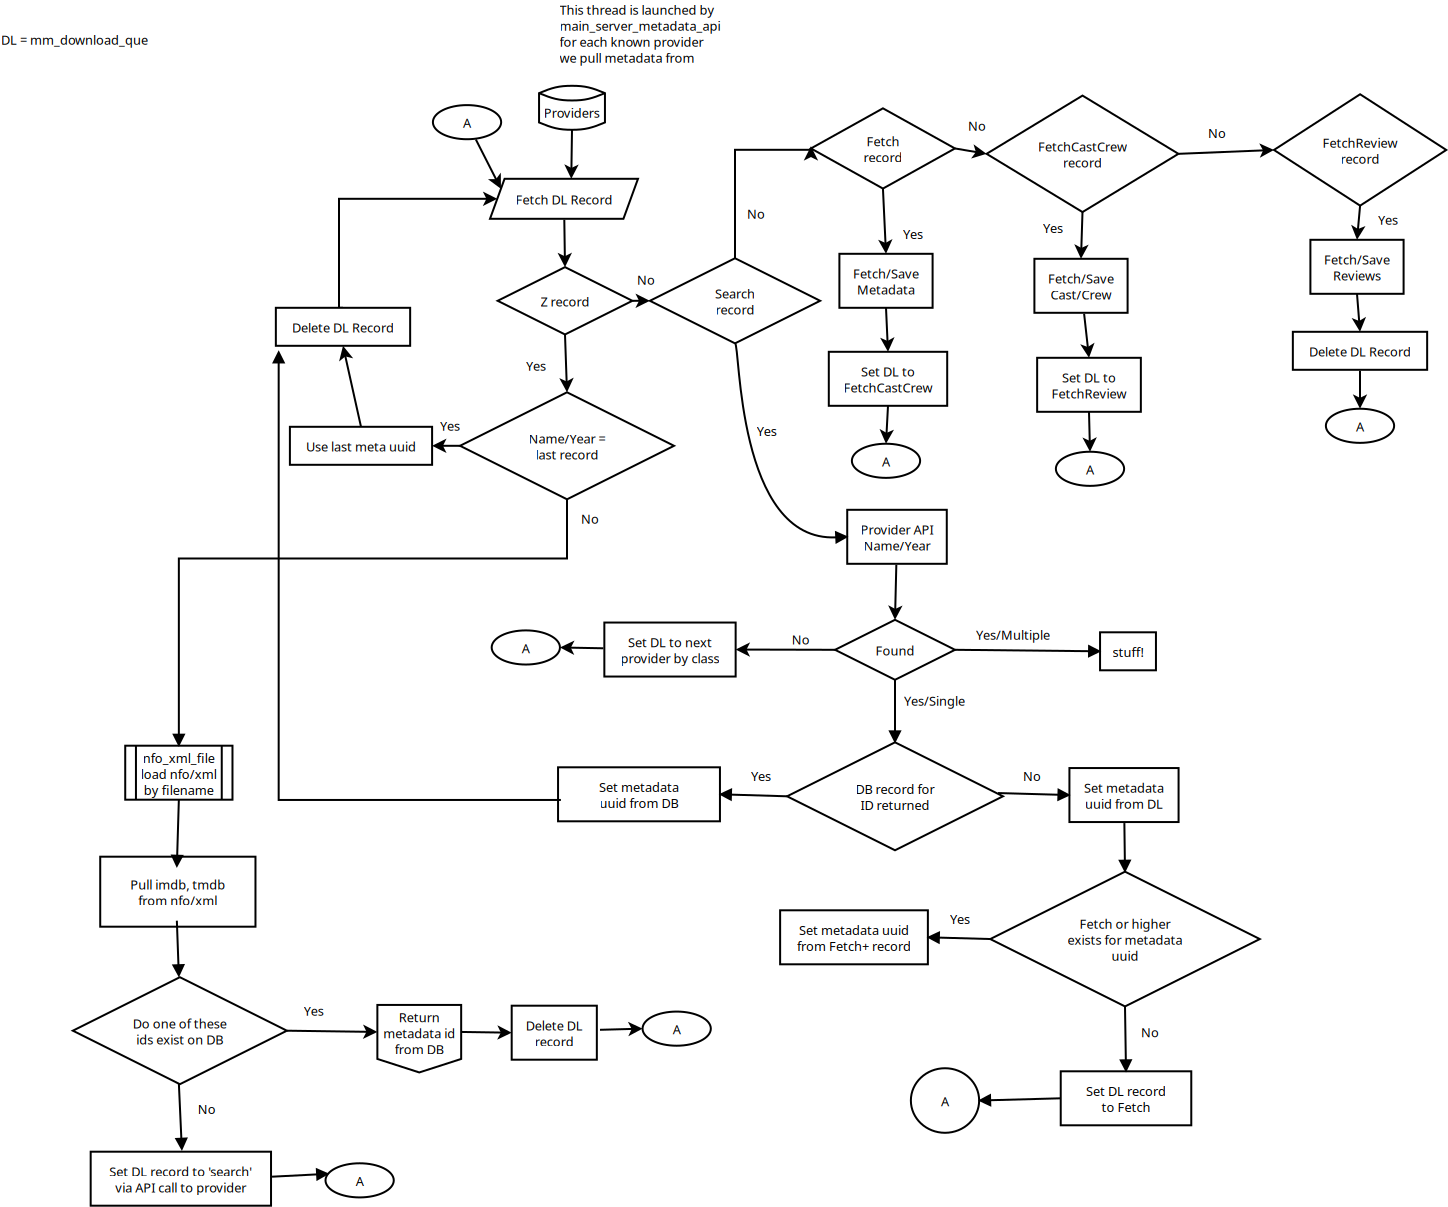 This thread is launched by
main_server_metadata_api
for each known provider
we pull metadata from
DL = mm_download_que
Providers
A
Fetch DL Record
Fetch
record
No
FetchCastCrew
record
No
FetchReview
record
No
Yes
Yes
Yes
Z record
No
Search
record
Fetch/Save
Metadata
Fetch/Save
Cast/Crew
Fetch/Save
Reviews
Delete DL Record
Yes
Set DL to
FetchCastCrew
Set DL to
FetchReview
Delete DL Record
Use last meta uuid
Yes
Name/Year =
last record
Yes
A
A
A
No
Provider API
Name/Year
A
Set DL to next
provider by class
No
Found
Yes/Multiple
stuff!
Yes/Single
nfo_xml_file
load nfo/xml
by filename
Set metadata
uuid from DB
Yes
DB record for
ID returned
No
Set metadata
uuid from DL
Pull imdb, tmdb
from nfo/xml
Set metadata uuid
from Fetch+ record
Yes
Fetch or higher
exists for metadata
uuid
Do one of these
ids exist on DB
Yes
Return
metadata id
from DB
Delete DL
record
A
No
No
A
Set DL record
to Fetch
Set DL record to 'search'
via API call to provider
A